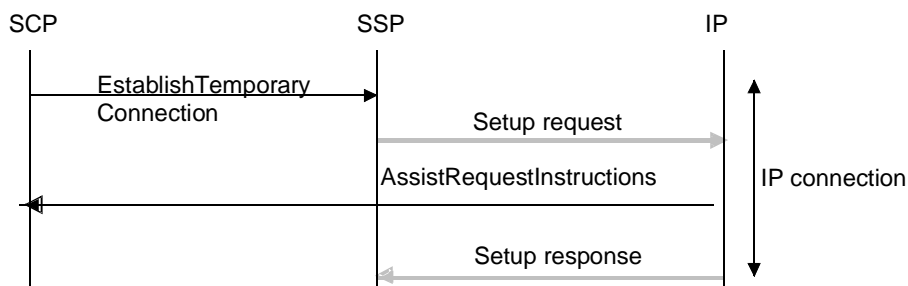 SCP
SSP
IP
EstablishTemporary
Connection
Setup request
AssistRequestInstructions
IP connection
Setup response